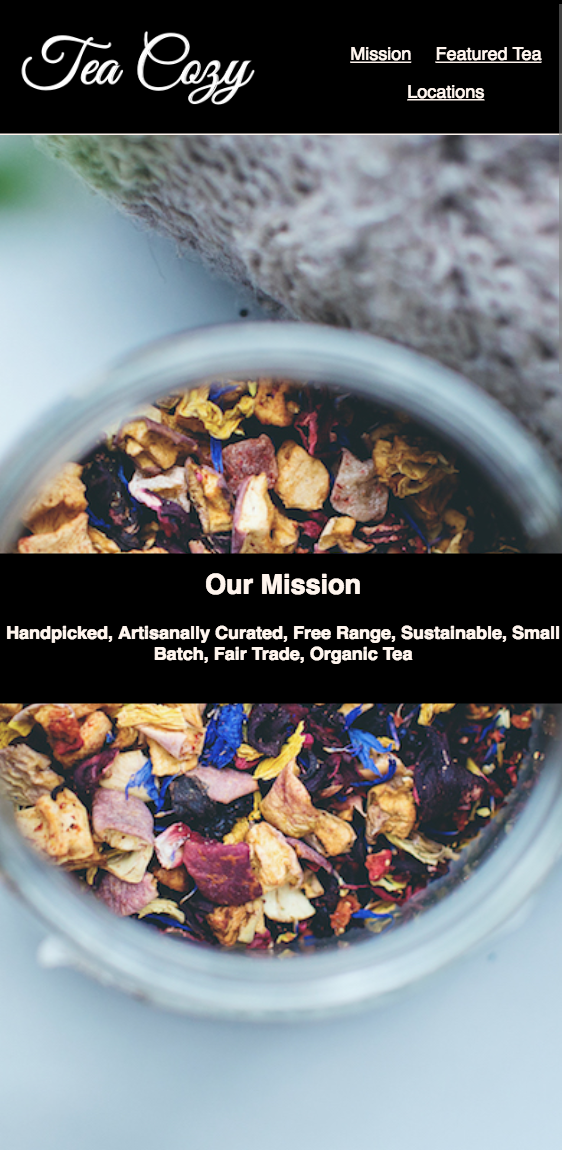 Tea Cozy
Mission Featured Tea
Locations
Our Mission
Handpicked, Artisanally Curated, Free Range, Sustainable, Small
Batch, Fair Trade, Organic Tea